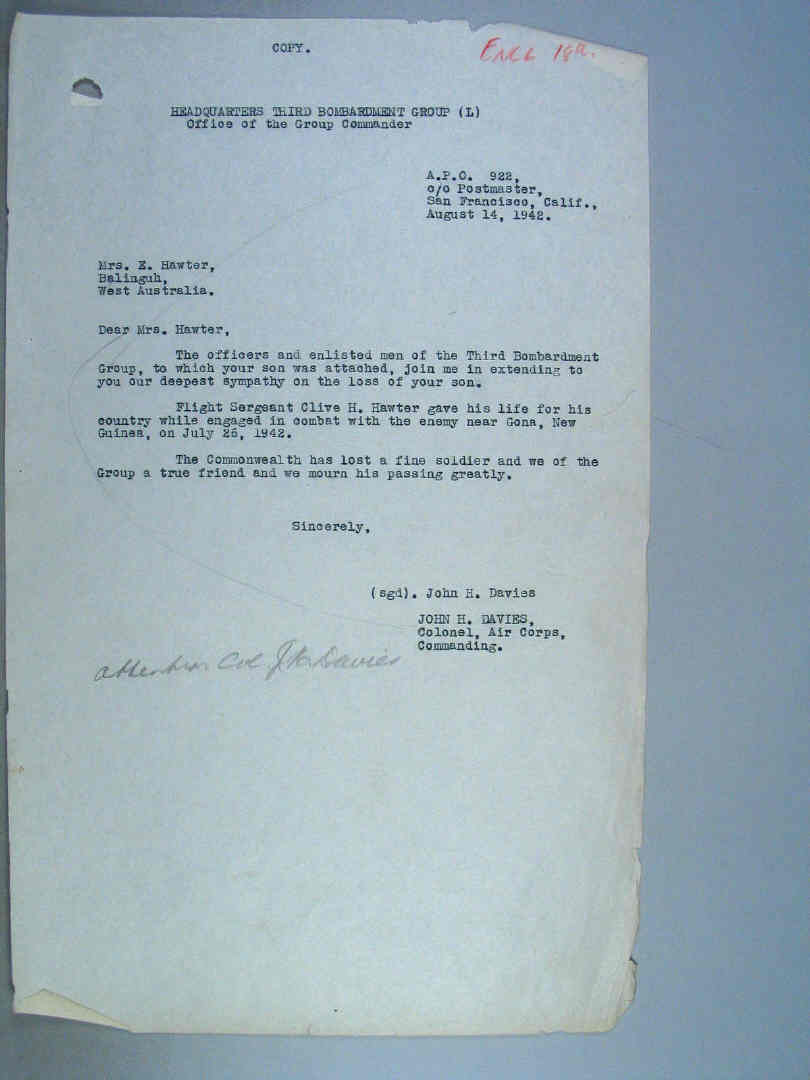 COPY.
Encl 18a.
HEADQUARTERS THIRD BOMBARDMENT GROUP (L)
Office of the Group Commander
A.P.O. 922,
c/o Postmaster,
San Francisco, Calif.,
August 14, 1942.
Mrs. E. Hawter,
Balinguh,
West Australia.
Dear Mrs. Hawter,
The officers and enlisted men of the Third Bombardment
Group, to which your son was attached, join me in extending to
you our deepest sympathy on the loss of your son.
Flight Sergeant Clive H. Hawter gave his life for his
country while engaged in combat with the enemy near Gona, New
Guinea, on July 26, 1942.
The Commonwealth has lost a fine soldier and we of the
Group a true friend and we mourn his passing greatly.
Sincerely,
(sgd). John H. Davies
JOHN H. DAVIES,
Colonel, Air Corps,
Commanding.
attention Col J.H. Davies